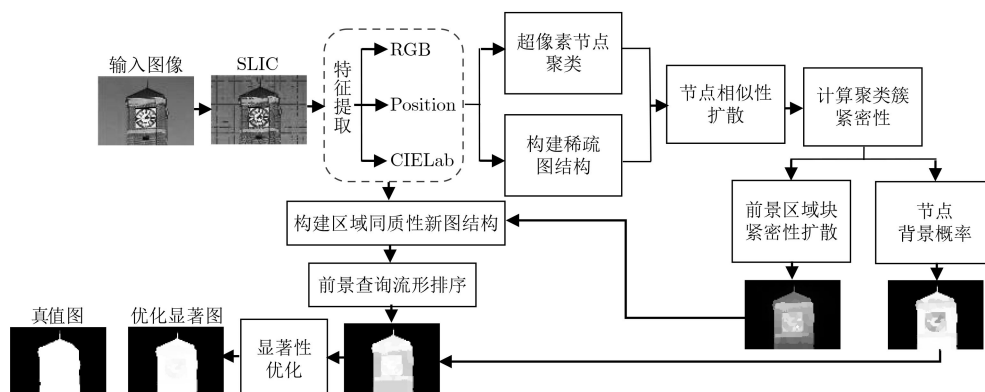 输入图像
SLIC
特征提取
RGB
Position
CIELab
超像素节点
聚类
构建稀疏
图结构
节点相似性
扩散
计算聚类簇
紧密性
前景区域块
紧密性扩散
节点
背景概率
构建区域同质性新图结构
前景查询流形排序
显著性
优化
优化显著图
真值图